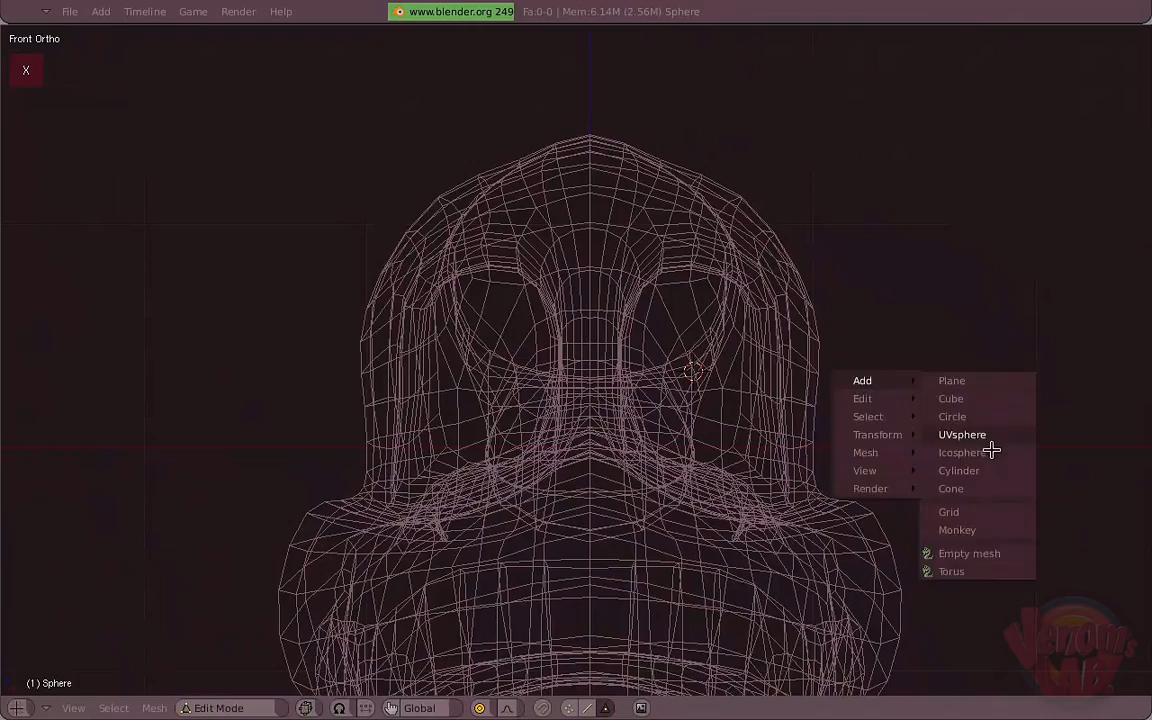 File Add Timeline Game Render Help www.blender.org 249 Fa:0-0 | Mem:6.14M (2.56M) Sphere
Front Ortho
X
Add Plane
Edit Cube
Select Circle
Transform UVsphere
Mesh Icosphere
View Cylinder
Render Cone
Grid
Monkey
Empty mesh
Torus
Venom's
LAB
(1) Sphere
View Select Mesh Edit Mode Global